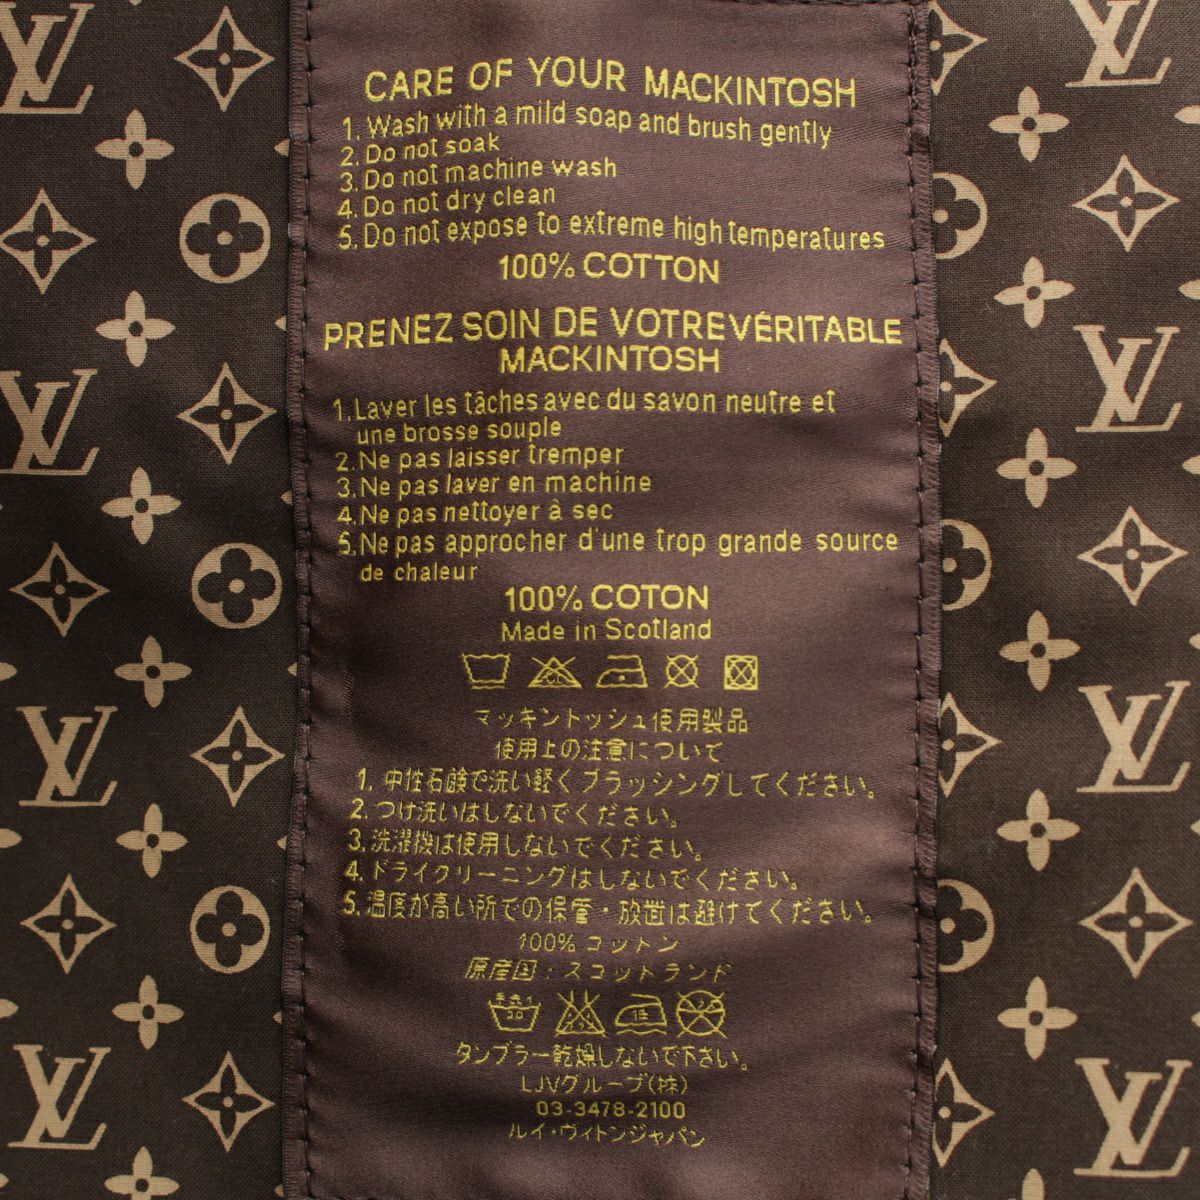 CARE OF YOUR MACKINTOSH
1. Wash with a mild soap and brush gently
2. Do not soak
3. Do not machine wash
4. Do not dry clean
5. Do not expose to extreme high temperatures
100% COTTON
PRENEZ SOIN DE VOTRE VÉRITABLE
MACKINTOSH
1. Laver les tâches avec du savon neutre et
une brosse souple
2. Ne pas laisser tremper
3. Ne pas laver en machine
4. Ne pas nettoyer à sec
5. Ne pas approcher d'une trop grande source
de chaleur
100% COTON
Made in Scotland
マッキントッシュ使用製品
使用上の注意について
1. 中性石鹸で洗い軽くブラッシングしてください。
2. つけ洗いはしないでください。
3. 洗濯機は使用しないでください。
4. ドライクリーニングはしないでください。
5. 温度が高い所での保管・放置は避けてください。
100% コットン
原産国：スコットランド
タンブラー乾燥しないで下さい。
LJVグループ(株)
03-3478-2100
ルイ・ヴィトンジャパン